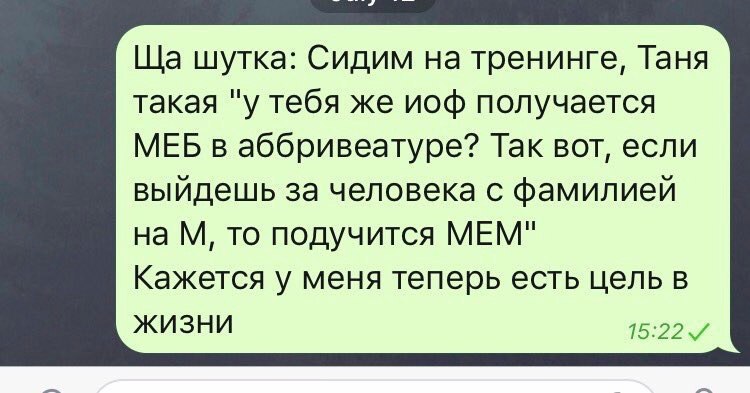 Ща шутка: Сидим на тренинге, Таня
такая "у тебя же иоф получается
МЕБ в аббривеатуре? Так вот, если
выйдешь за человека с фамилией
на М, то подучится МЕМ"
Кажется у меня теперь есть цель в
жизни
15:22